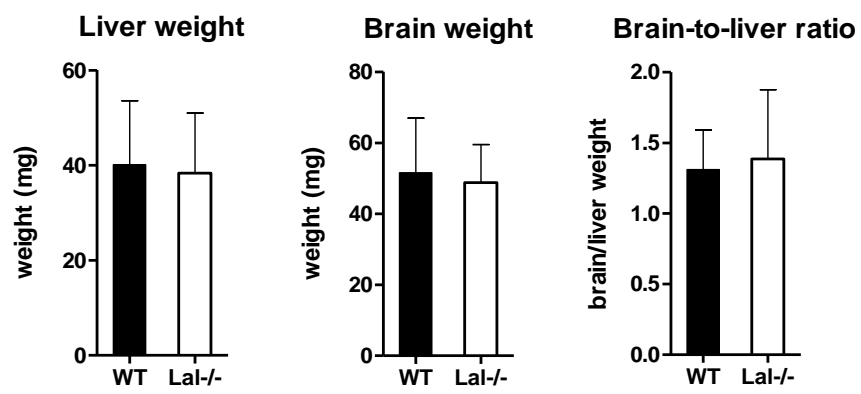 Liver weight
weight (mg)
60
40
20
0
WT Lal-/-
Brain weight
weight (mg)
80
60
40
20
0
WT Lal-/-
Brain-to-liver ratio
brain/liver weight
2.0
1.5
1.0
0.5
0.0
WT Lal-/-